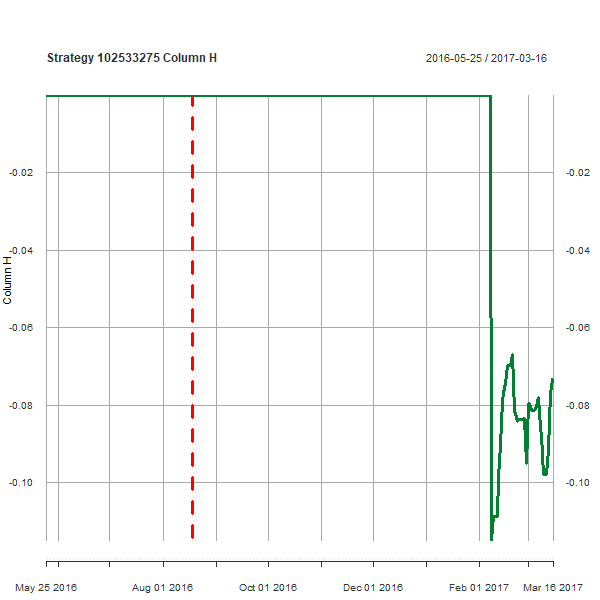 Strategy 102533275 Column H
2016-05-25 / 2017-03-16
-0.02 -0.02
-0.04 -0.04
Column H
-0.06 -0.06
-0.08 -0.08
-0.10 -0.10
May 25 2016 Aug 01 2016 Oct 01 2016 Dec 01 2016 Feb 01 2017 Mar 16 2017